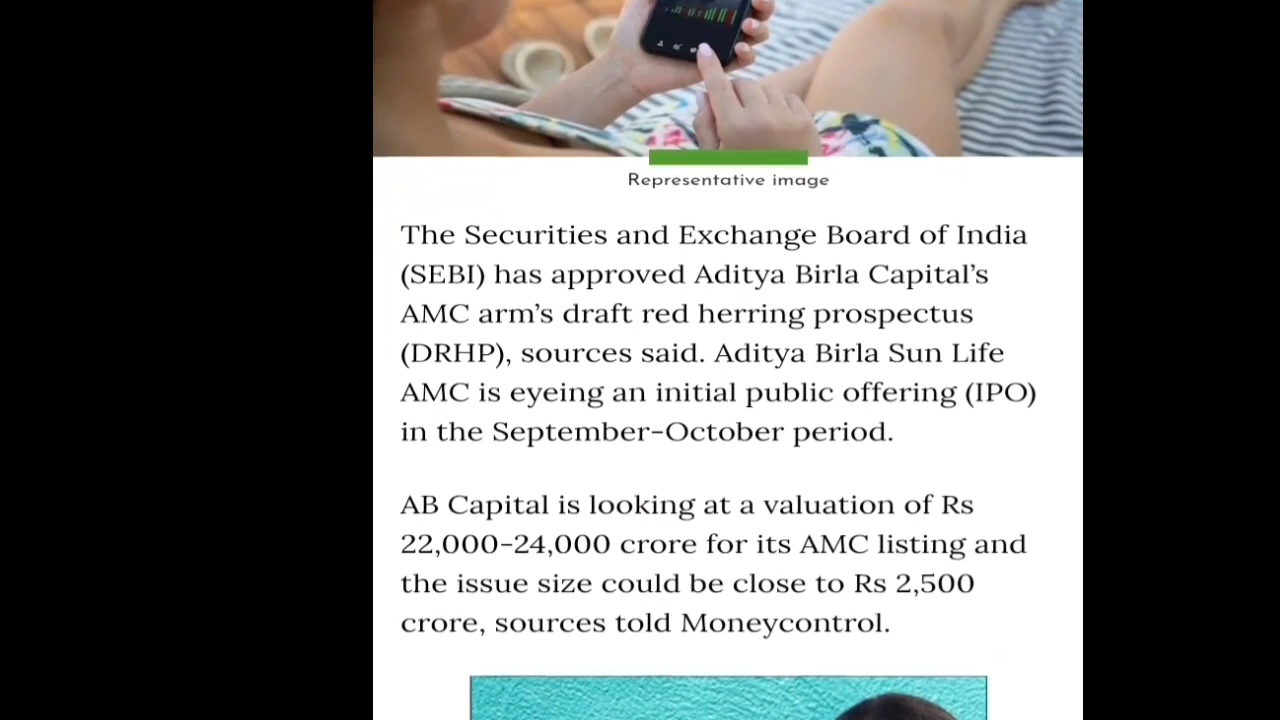 Representative image
The Securities and Exchange Board of India
(SEBI) has approved Aditya Birla Capital’s
AMC arm’s draft red herring prospectus
(DRHP), sources said. Aditya Birla Sun Life
AMC is eyeing an initial public offering (IPO)
in the September-October period.
AB Capital is looking at a valuation of Rs
22,000-24,000 crore for its AMC listing and
the issue size could be close to Rs 2,500
crore, sources told Moneycontrol.